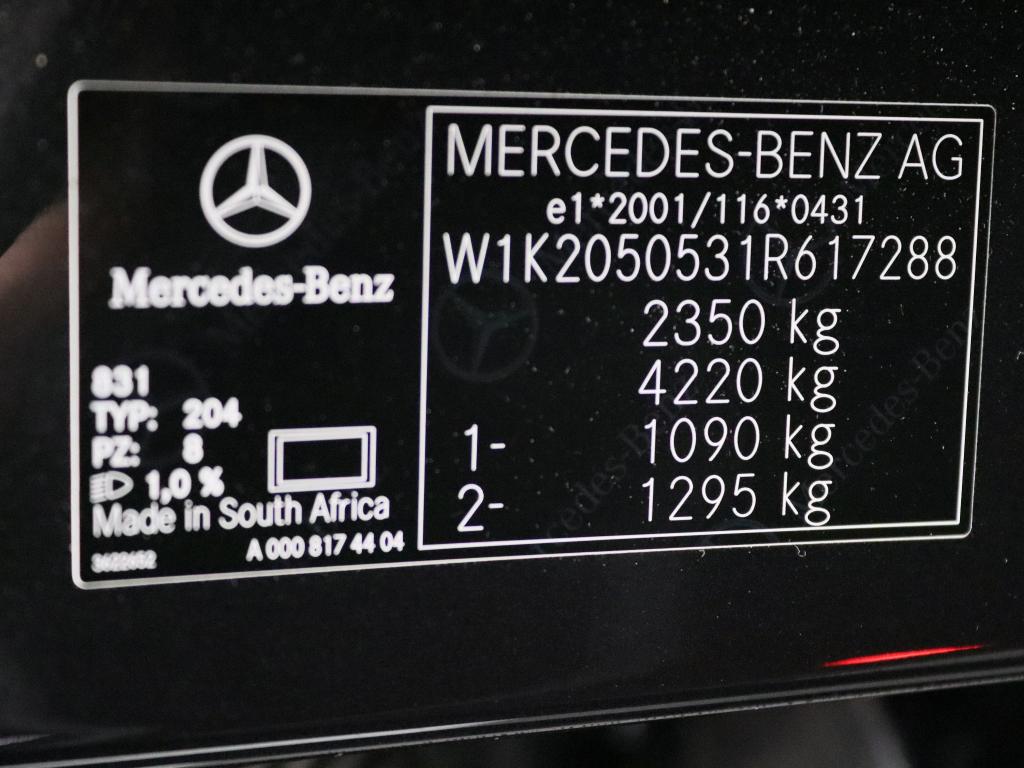 Mercedes-Benz
831
TYP: 204
PZ: 8
1,0 %
Made in South Africa
A 000 817 44 04
MERCEDES-BENZ AG
e1*2001/116*0431
W1K2050531R617288
2350 kg
4220 kg
1- 1090 kg
2- 1295 kg